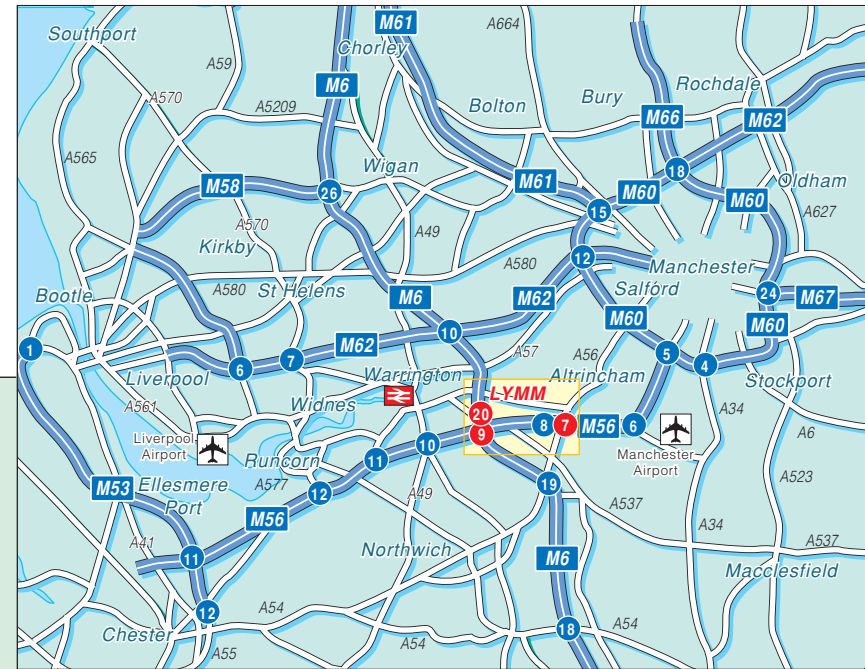 M61
A664
Southport
Chorley
A59
M6
Rochdale
Bury
Bolton
M66
M62
A570
A5209
A565
Wigan
M58
26
M61
M60
18
Oldham
M60
A627
15
A570
A49
Kirkby
A580
12
Manchester
Salford
St Helens
A580
M6
M62
24
M67
Bootle
M60
M60
10
1
7
M62
6
A57
A56
5
4
Liverpool
Warrington
Altrincham
Stockport
LYMM
Widnes
A561
20
9
8
7
M56
6
A34
A6
Liverpool
Airport
10
Manchester
Airport
Runcorn
11
A577
12
A49
19
A523
M53
Ellesmere
Port
A537
M56
A34
A537
A41
Northwich
M6
11
Macclesfield
12
A54
18
A54
Chester
A54
A55